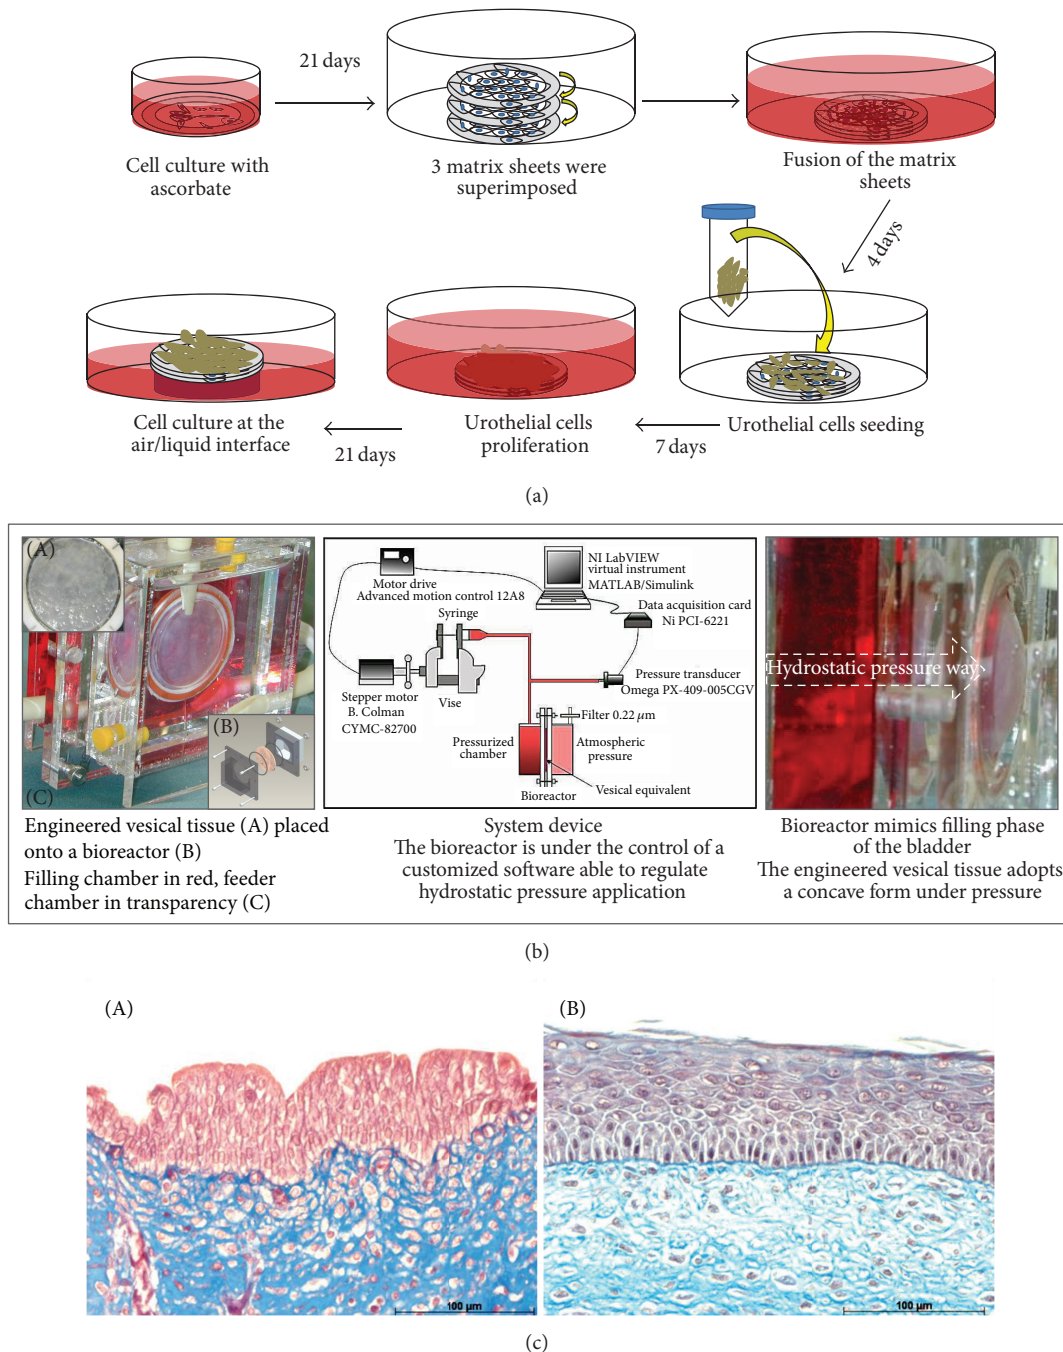 21 days
Cell culture with
ascorbate
3 matrix sheets were
superimposed
Fusion of the matrix
sheets
4 days
Cell culture at the
air/liquid interface
21 days
Urothelial cells
proliferation
7 days
Urothelial cells seeding
(a)
(A)
(B)
(C)
Engineered vesical tissue (A) placed
onto a bioreactor (B)
Filling chamber in red, feeder
chamber in transparency (C)
Motor drive
Advanced motion control 12A8
NI LabVIEW
virtual instrument
MATLAB/Simulink
Data acquisition card
Ni PCI-6221
Syringe
Stepper motor
B. Colman
CYMC-82700
Vise
Pressure transducer
Omega PX-409-005CGV
Filter 0.22 μm
Pressurized
chamber
Atmospheric
pressure
Bioreactor
Vesical equivalent
System device
The bioreactor is under the control of a
customized software able to regulate
hydrostatic pressure application
Hydrostatic pressure way
Bioreactor mimics filling phase
of the bladder
The engineered vesical tissue adopts
a concave form under pressure
(b)
(A)
100 μm
(B)
100 μm
(c)